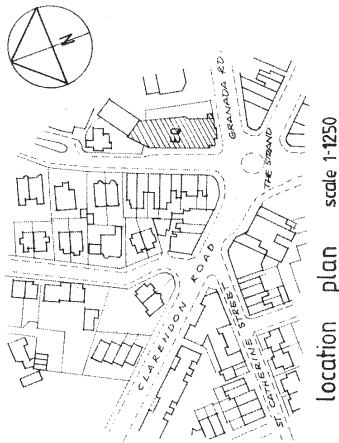 N
GRANADA RD.
EQ
THE STRAND
CLARENDON ROAD
ST. CATHERINE STREET
location plan scale 1-1250